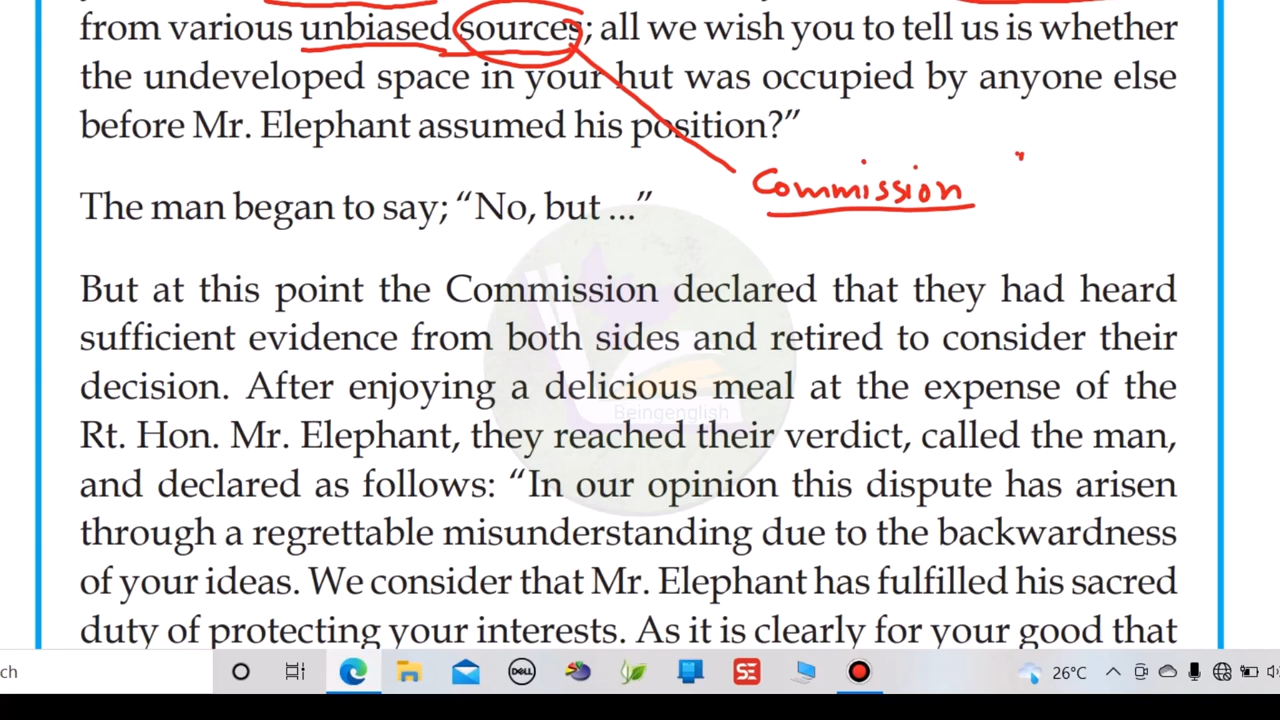 from various unbiased sources; all we wish you to tell us is whether
the undeveloped space in your hut was occupied by anyone else
before Mr. Elephant assumed his position?”
Commission
The man began to say; “No, but ...”
But at this point the Commission declared that they had heard
sufficient evidence from both sides and retired to consider their
decision. After enjoying a delicious meal at the expense of the
Beingenglish
Rt. Hon. Mr. Elephant, they reached their verdict, called the man,
and declared as follows: “In our opinion this dispute has arisen
through a regrettable misunderstanding due to the backwardness
of your ideas. We consider that Mr. Elephant has fulfilled his sacred
duty of protecting your interests. As it is clearly for your good that
ch
DELL
SE
26°C